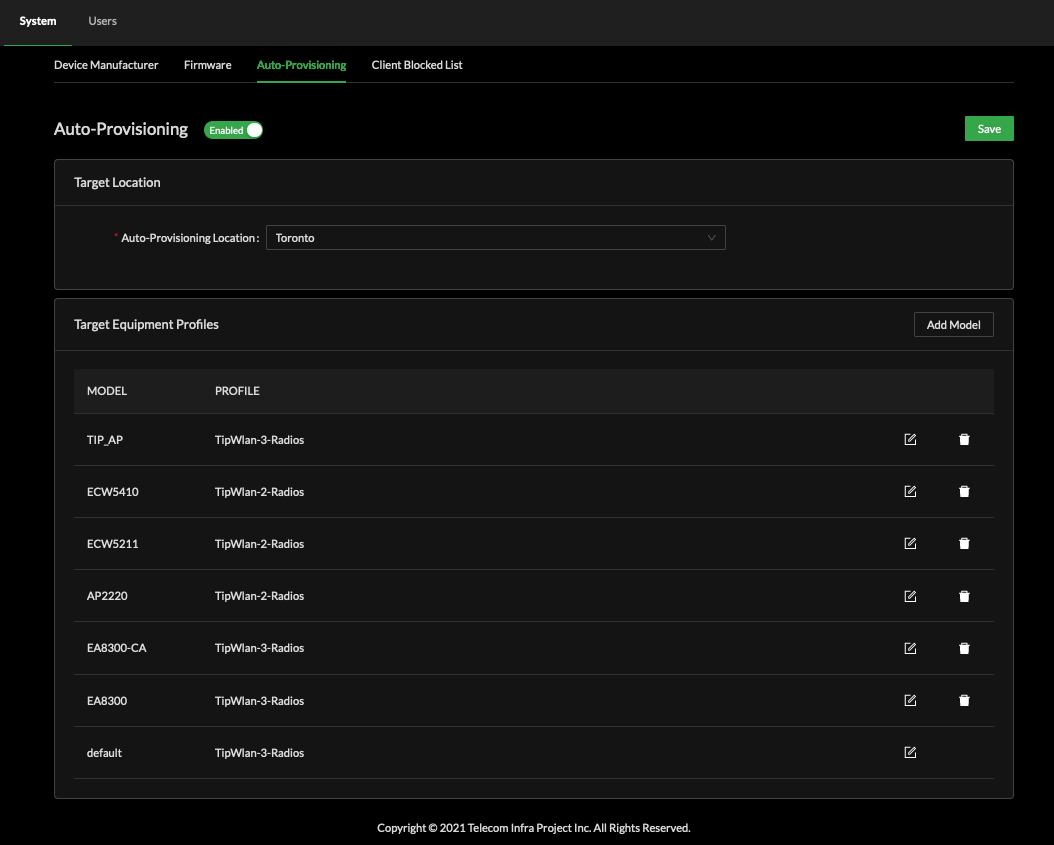 System Users
Device Manufacturer Firmware Auto-Provisioning Client Blocked List
Auto-Provisioning Enabled Save
Target Location
* Auto-Provisioning Location : Toronto
Target Equipment Profiles Add Model
MODEL PROFILE
TIP_AP TipWlan-3-Radios
ECW5410 TipWlan-2-Radios
ECW5211 TipWlan-2-Radios
AP2220 TipWlan-2-Radios
EA8300-CA TipWlan-3-Radios
EA8300 TipWlan-3-Radios
default TipWlan-3-Radios
Copyright © 2021 Telecom Infra Project Inc. All Rights Reserved.